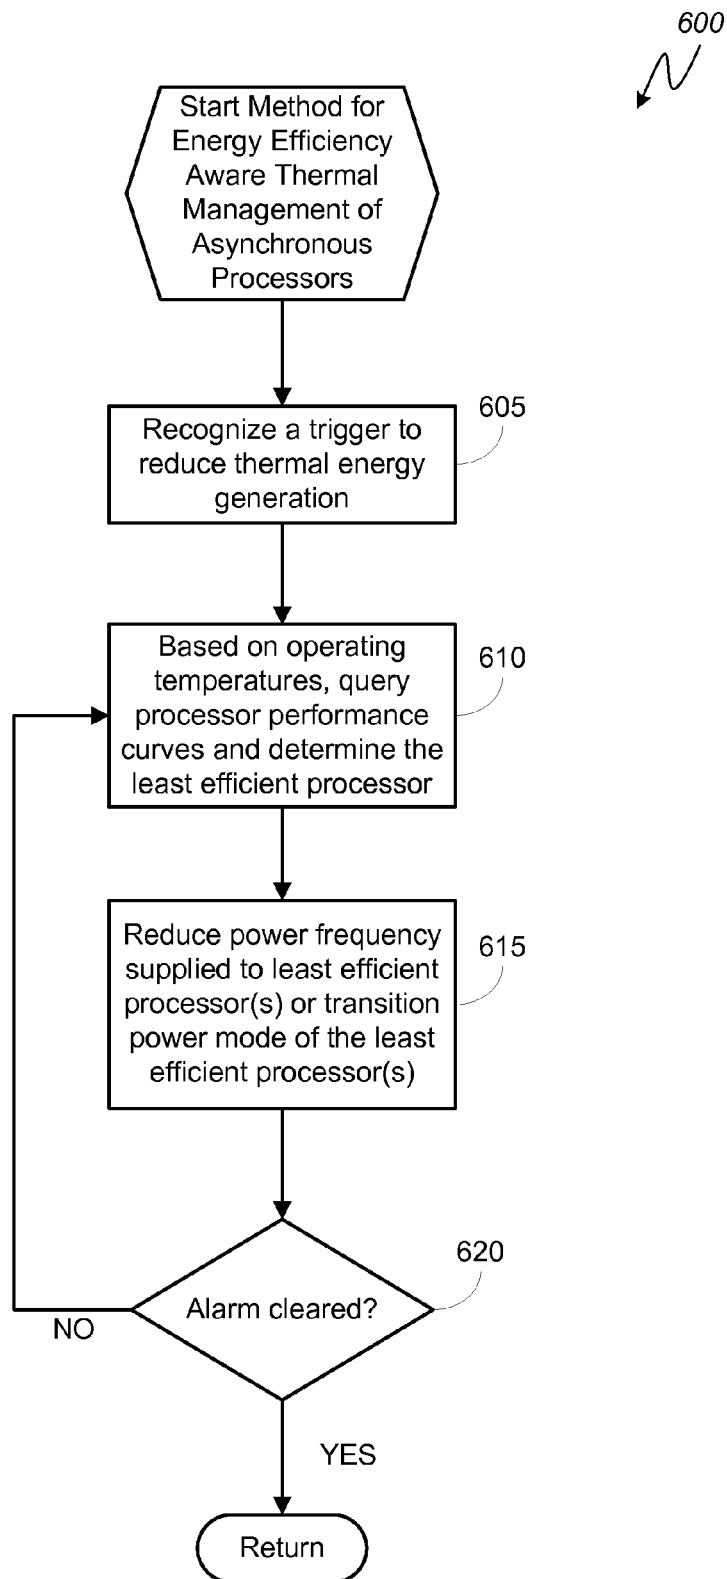 600
Start Method for
Energy Efficiency
Aware Thermal
Management of
Asynchronous
Processors
605
Recognize a trigger to
reduce thermal energy
generation
610
Based on operating
temperatures, query
processor performance
curves and determine the
least efficient processor
615
Reduce power frequency
supplied to least efficient
processor(s) or transition
power mode of the least
efficient processor(s)
620
Alarm cleared?
NO
YES
Return